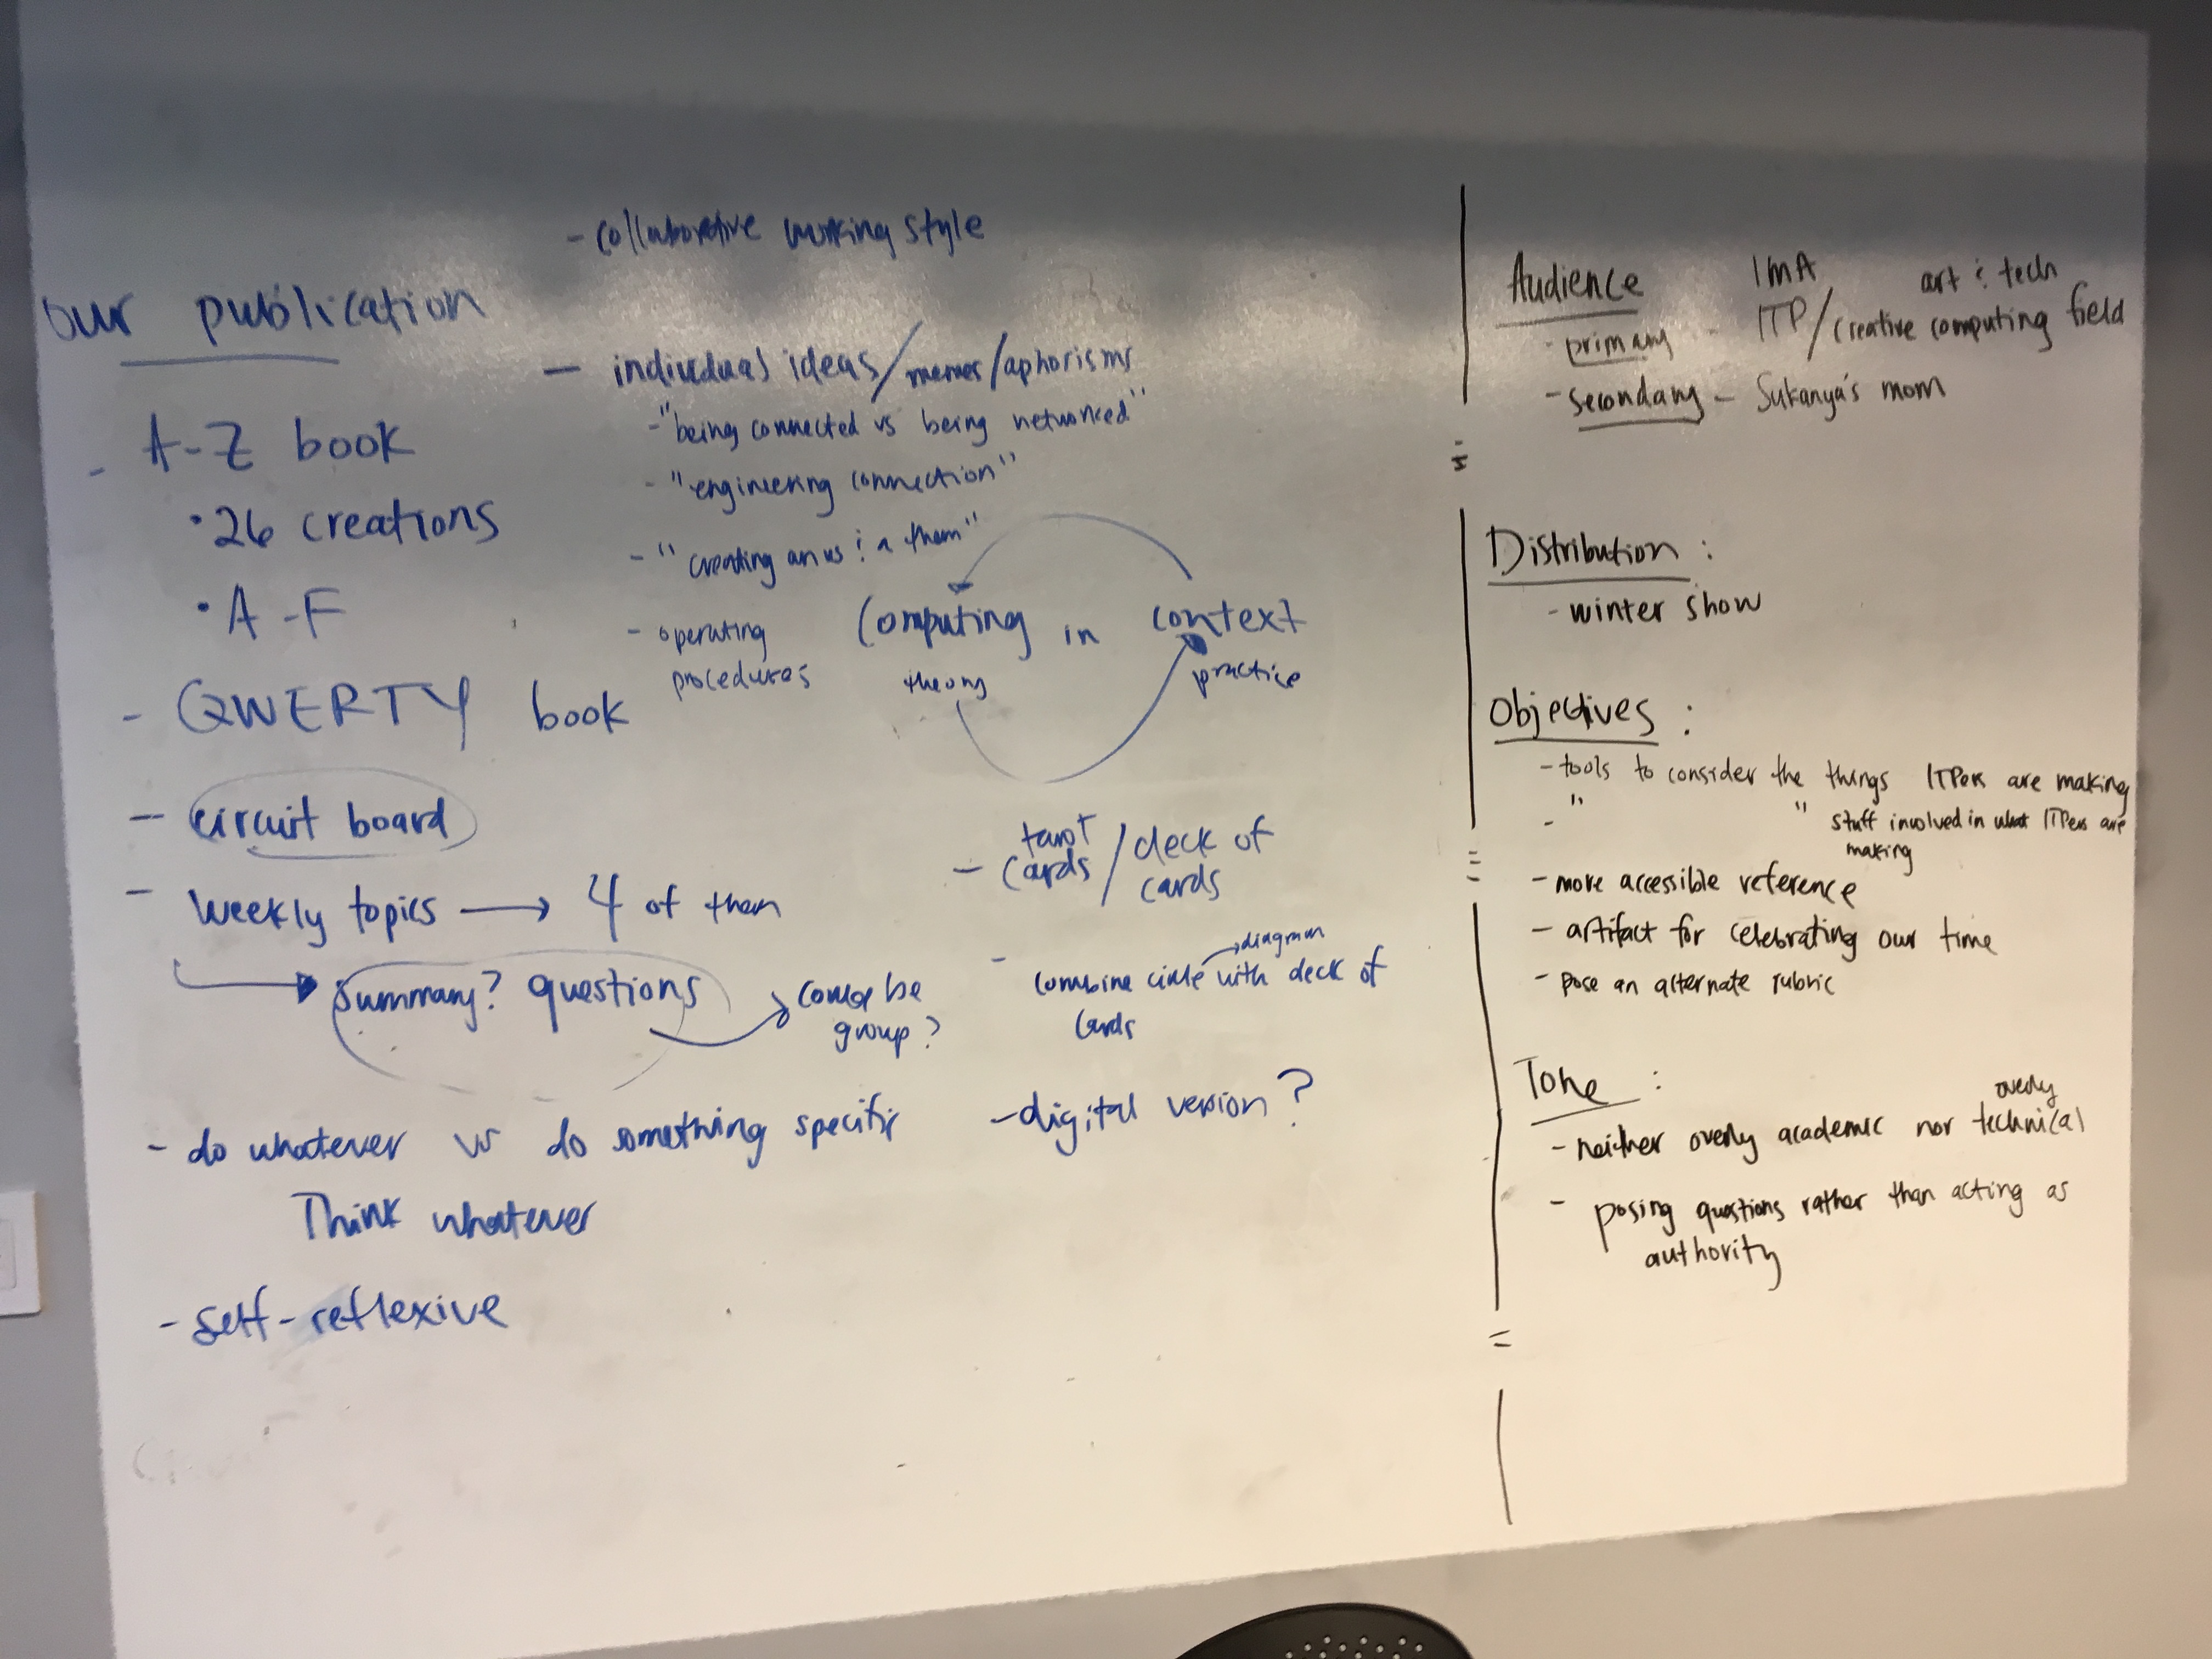 our publication
- A-Z book
· 26 creations
· A-F
- QWERTY book
- circuit board
- weekly topics → 4 of them
summary? questions
could be
group?
- do whatever vs do something specific
Think whatever
- self-reflexive
- collaborative working style
- individual ideas/memes/aphorisms
- "being connected vs being networked"
- "engineering connection"
- "creating an us & a them"
- operating
procedures
Computing in context
theory practice
- tarot
cards / deck of
cards
- diagram
combine circle with deck of
cards
- digital version?
Audience
- primary - IMA
ITP/creative computing field
art & tech
- secondary - Sukanya's mom
Distribution:
- winter show
Objectives:
- tools to consider the things ITPers are making
- " " stuff involved in what ITPers are
making
- more accessible reference
- artifact for celebrating our time
- pose an alternate rubric
Tone:
- neither overly academic nor overly technical
- posing questions rather than acting as
authority